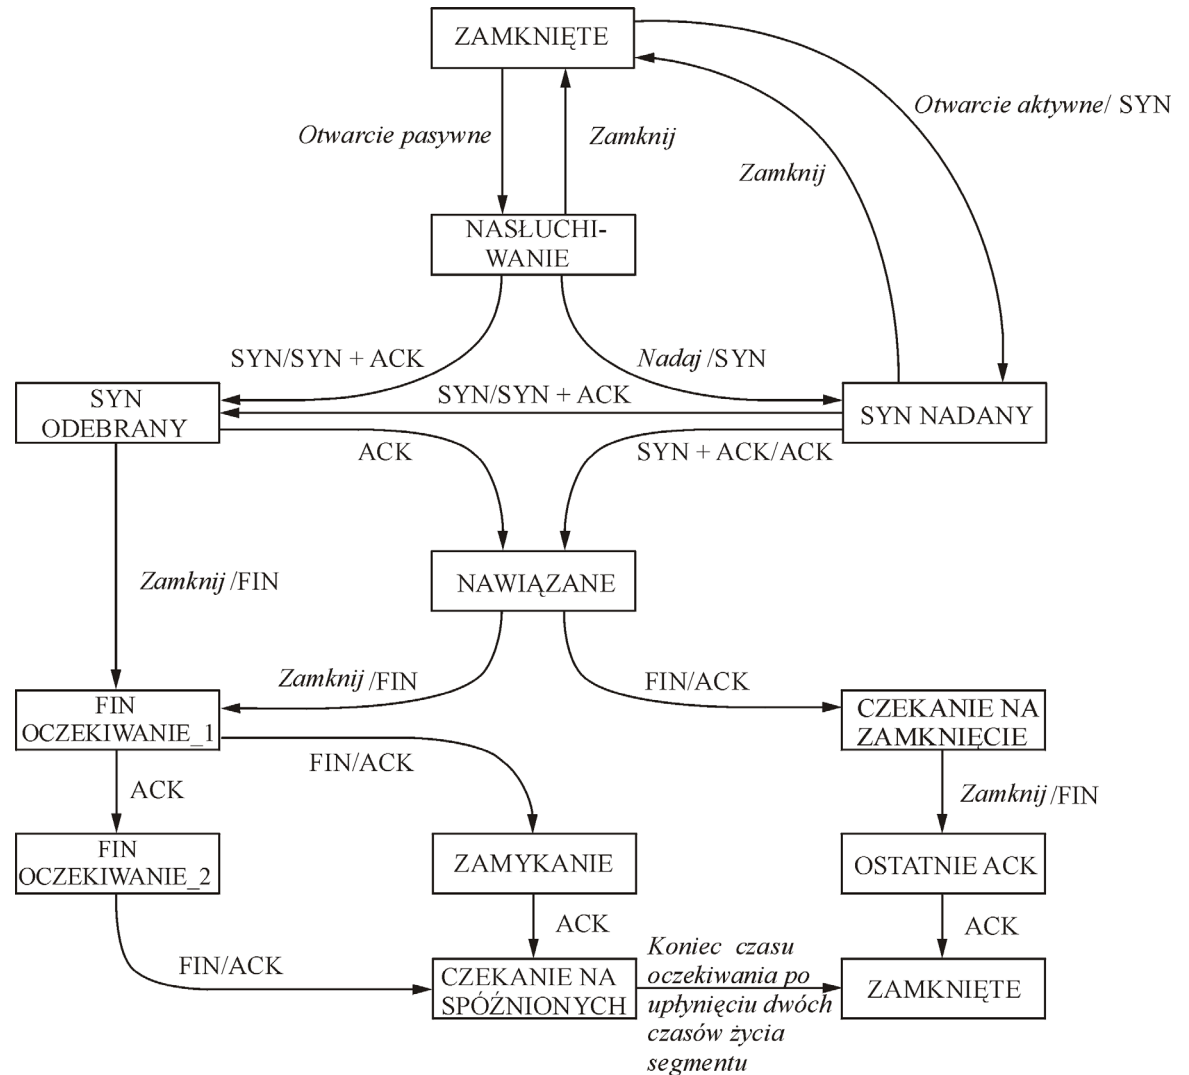 ZAMKNIĘTE
Otwarcie aktywne/ SYN
Otwarcie pasywne
Zamknij
Zamknij
NASŁUCHI-
WANIE
SYN/SYN + ACK
Nadaj /SYN
SYN
ODEBRANY
SYN/SYN + ACK
SYN NADANY
ACK
SYN + ACK/ACK
NAWIĄZANE
Zamknij /FIN
Zamknij /FIN
FIN/ACK
FIN
OCZEKIWANIE_1
CZEKANIE NA
ZAMKNIĘCIE
FIN/ACK
ACK
Zamknij /FIN
FIN
OCZEKIWANIE_2
ZAMYKANIE
OSTATNIE ACK
ACK
ACK
FIN/ACK
CZEKANIE NA
SPÓŹNIONYCH
Koniec czasu
oczekiwania po
upłynięciu dwóch
czasów życia
segmentu
ZAMKNIĘTE